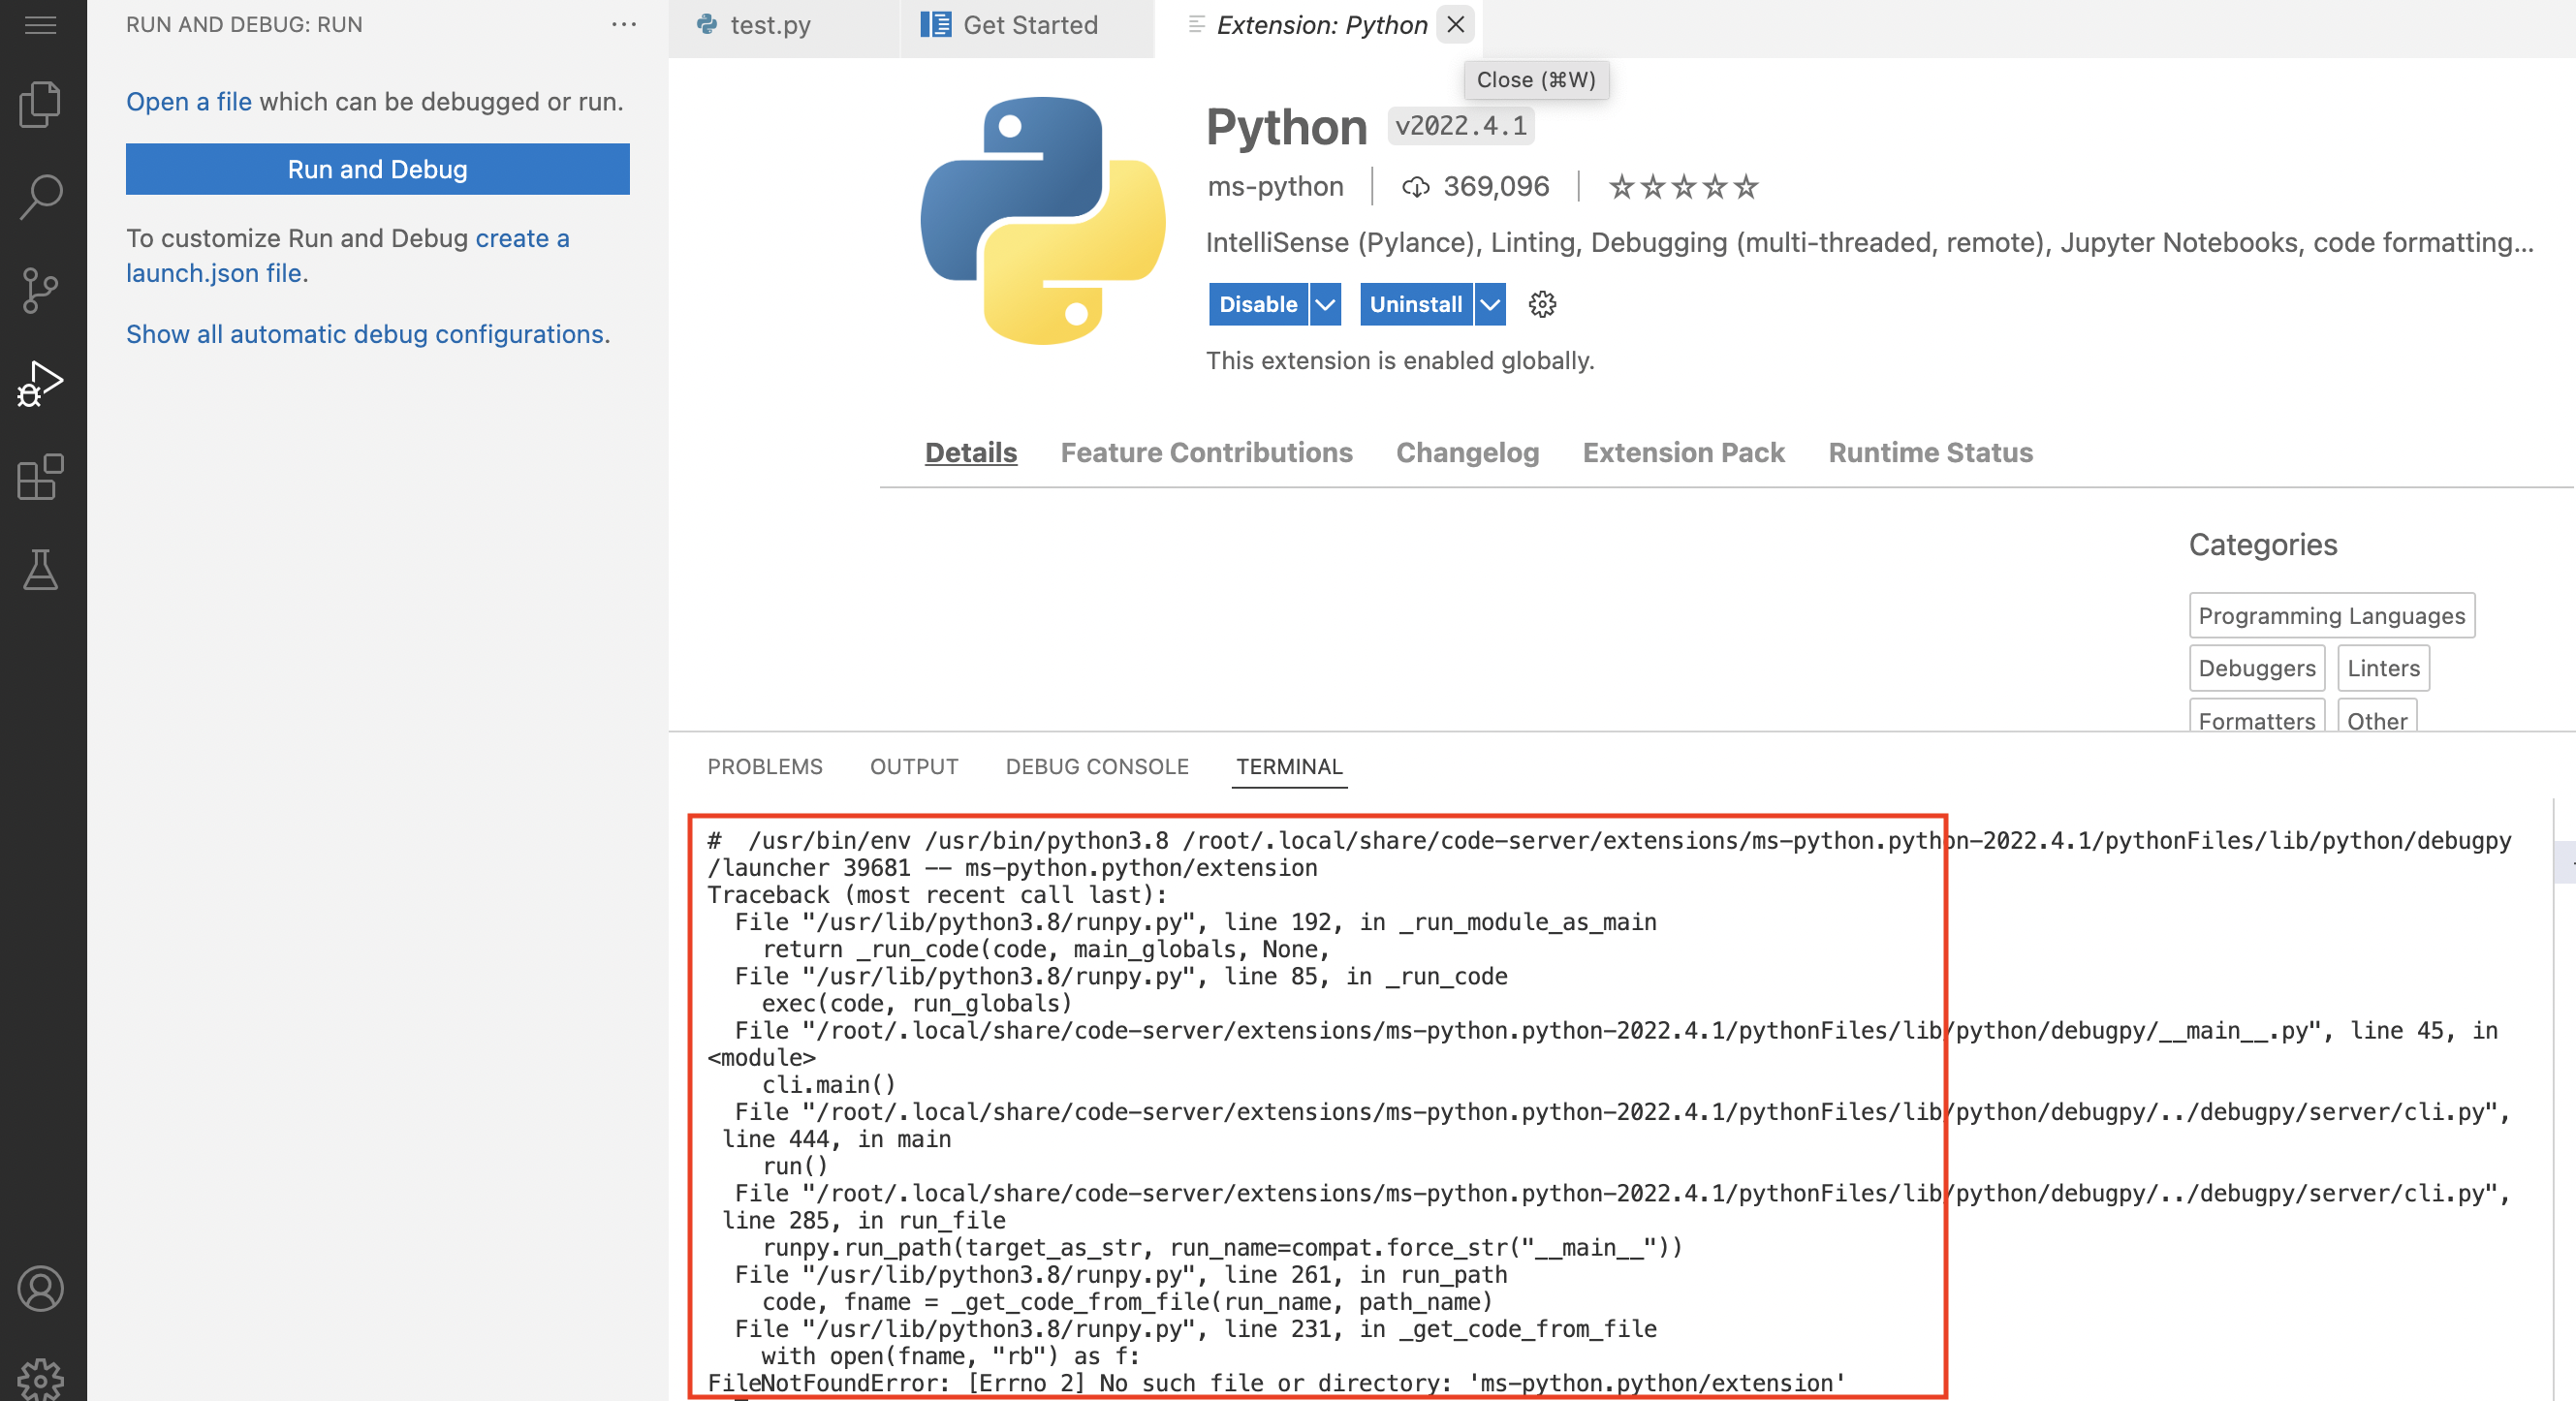 RUN AND DEBUG: RUN
Open a file which can be debugged or run.
Run and Debug
To customize Run and Debug create a
launch.json file.
Show all automatic debug configurations.
test.py
Get Started
Extension: Python
Close (⌘W)
Python v2022.4.1
ms-python 369,096
IntelliSense (Pylance), Linting, Debugging (multi-threaded, remote), Jupyter Notebooks, code formatting...
Disable Uninstall
This extension is enabled globally.
Details Feature Contributions Changelog Extension Pack Runtime Status
Categories
Programming Languages
Debuggers Linters
Formatters Other
PROBLEMS OUTPUT DEBUG CONSOLE TERMINAL
#  /usr/bin/env /usr/bin/python3.8 /root/.local/share/code-server/extensions/ms-python.python-2022.4.1/pythonFiles/lib/python/debugpy
/launcher 39681 -- ms-python.python/extension
Traceback (most recent call last):
  File "/usr/lib/python3.8/runpy.py", line 192, in _run_module_as_main
    return _run_code(code, main_globals, None,
  File "/usr/lib/python3.8/runpy.py", line 85, in _run_code
    exec(code, run_globals)
  File "/root/.local/share/code-server/extensions/ms-python.python-2022.4.1/pythonFiles/lib/python/debugpy/__main__.py", line 45, in
<module>
    cli.main()
  File "/root/.local/share/code-server/extensions/ms-python.python-2022.4.1/pythonFiles/lib/python/debugpy/../debugpy/server/cli.py",
 line 444, in main
    run()
  File "/root/.local/share/code-server/extensions/ms-python.python-2022.4.1/pythonFiles/lib/python/debugpy/../debugpy/server/cli.py",
 line 285, in run_file
    runpy.run_path(target_as_str, run_name=compat.force_str("__main__"))
  File "/usr/lib/python3.8/runpy.py", line 261, in run_path
    code, fname = _get_code_from_file(run_name, path_name)
  File "/usr/lib/python3.8/runpy.py", line 231, in _get_code_from_file
    with open(fname, "rb") as f:
FileNotFoundError: [Errno 2] No such file or directory: 'ms-python.python/extension'